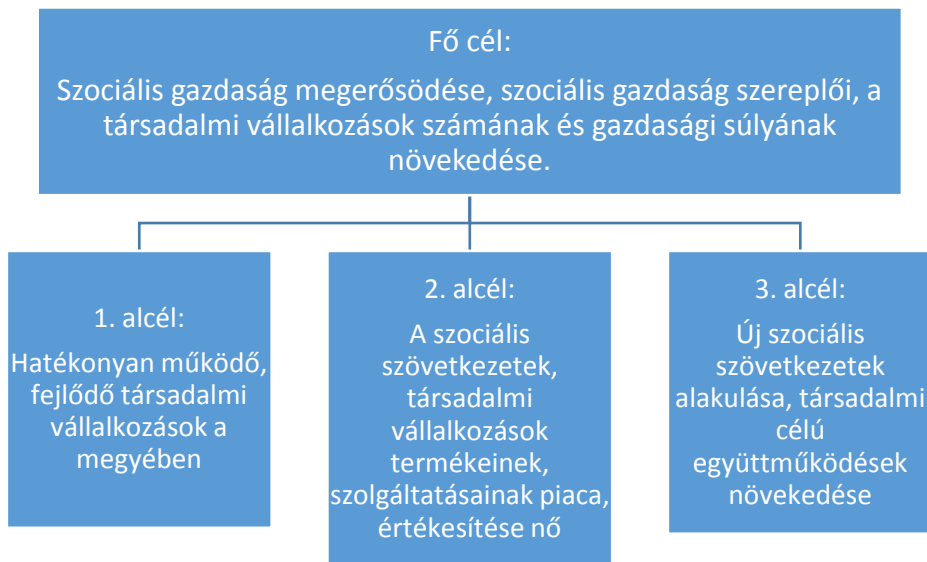 Fő cél:
Szociális gazdaság megerősödése, szociális gazdaság szereplői, a
társadalmi vállalkozások számának és gazdasági súlyának
növekedése.
1. alcél:
Hatékonyan működő,
fejlődő társadalmi
vállalkozások a
megyében
2. alcél:
A szociális
szövetkezetek,
társadalmi
vállalkozások
termékeinek,
szolgáltatásainak piaca,
értékesítése nő
3. alcél:
Új szociális
szövetkezetek
alakulása, társadalmi
célú
együttműködések
növekedése